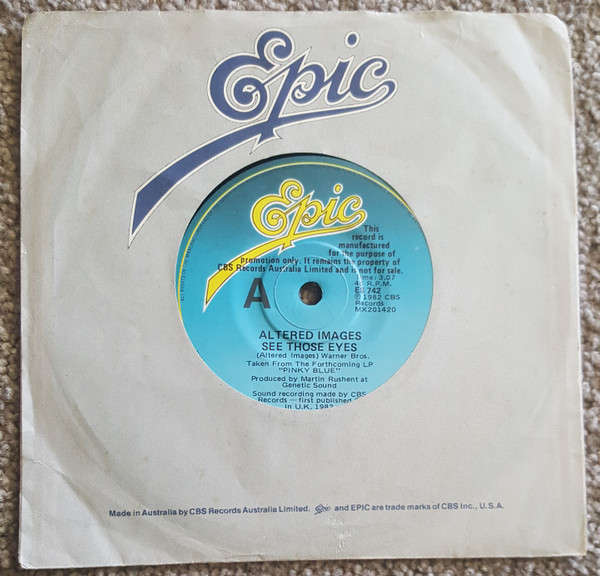 Epic
Epic
This
record is
manufactured
for the purpose of
promotion only. It remains the property of
CBS Records Australia Limited and is not for sale.
Time: 3.07
45 R.P.M.
ES 742
℗1982 CBS
Records
MX201420
A
ALTERED IMAGES
SEE THOSE EYES
(Altered Images) Warner Bros.
Taken From The Forthcoming LP
"PINKY BLUE"
Produced by Martin Rushent at
Genetic Sound
Sound recording made by CBS
Records — first published
in U.K. 1982
Made in Australia by CBS Records Australia Limited. Epic and EPIC are trade marks of CBS Inc., U.S.A.